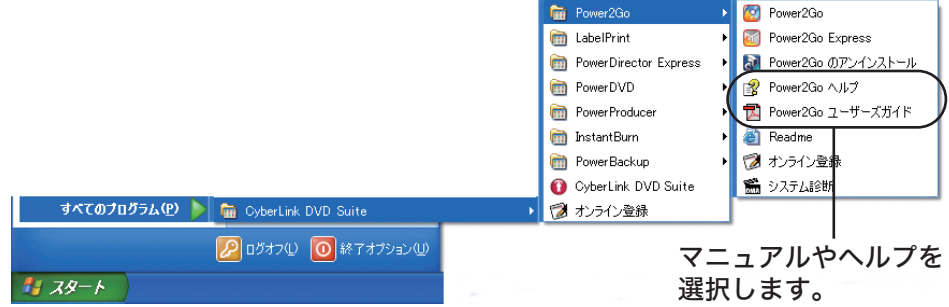 Power2Go
LabelPrint
PowerDirector Express
PowerDVD
PowerProducer
InstantBurn
PowerBackup
CyberLink DVD Suite
オンライン登録
Power2Go
Power2Go Express
Power2Go のアンインストール
Power2Go ヘルプ
Power2Go ユーザーズガイド
Readme
オンライン登録
システム診断
すべてのプログラム(P)
CyberLink DVD Suite
ログオフ(L)
終了オプション(U)
スタート
マニュアルやヘルプを
選択します。